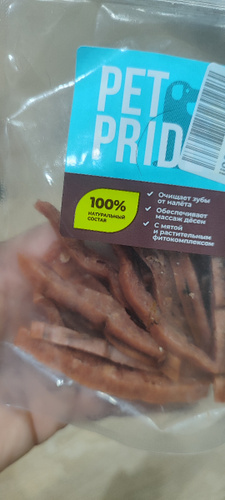 PET
PRID
100%
НАТУРАЛЬНЫЙ
СОСТАВ
✓ Очищает зубы
от налёта
✓ Обеспечивает
массаж дёсен
✓ С мятой
и растительным
фитокомплексом